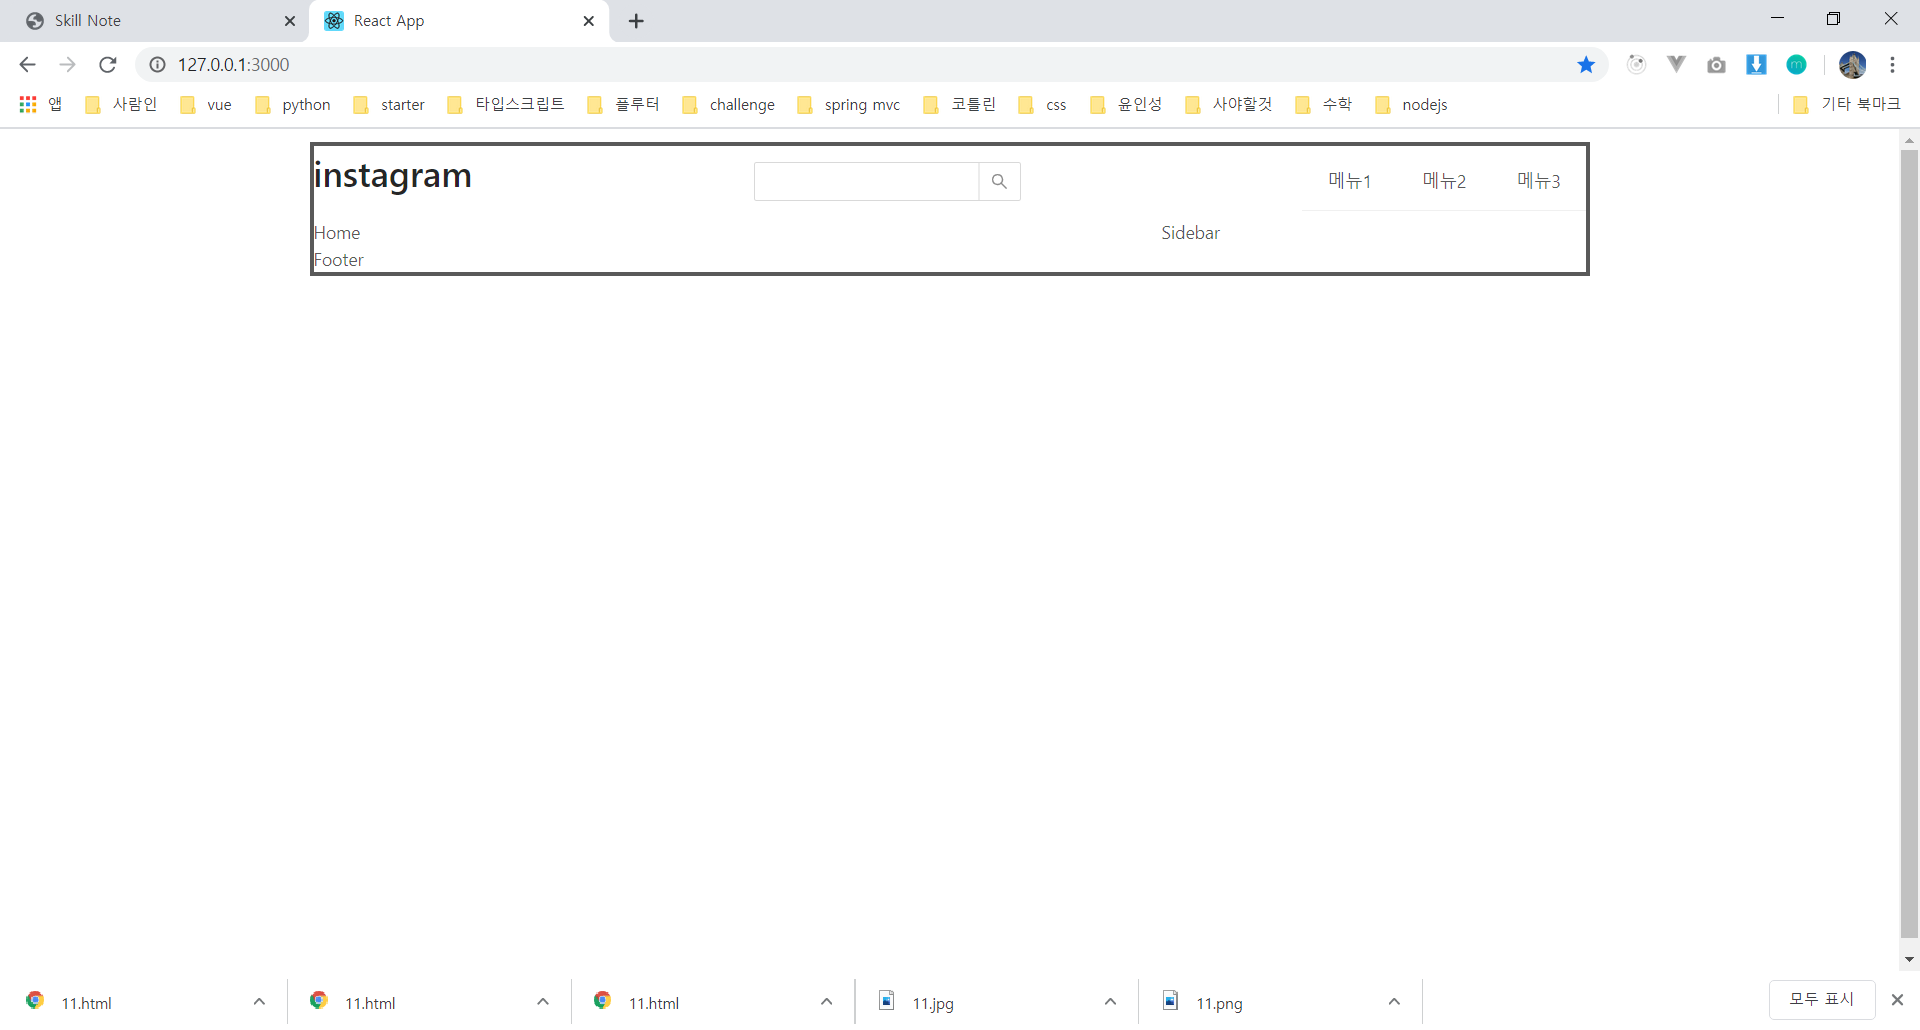 Skill Note
React App
127.0.0.1:3000
앱 사람인 vue python starter 타입스크립트 플루터 challenge spring mvc 코틀린 css 윤인성 사야할것 수학 nodejs 기타 북마크
instagram
메뉴1 메뉴2 메뉴3
Home
Sidebar
Footer
11.html 11.html 11.html 11.jpg 11.png 모두 표시